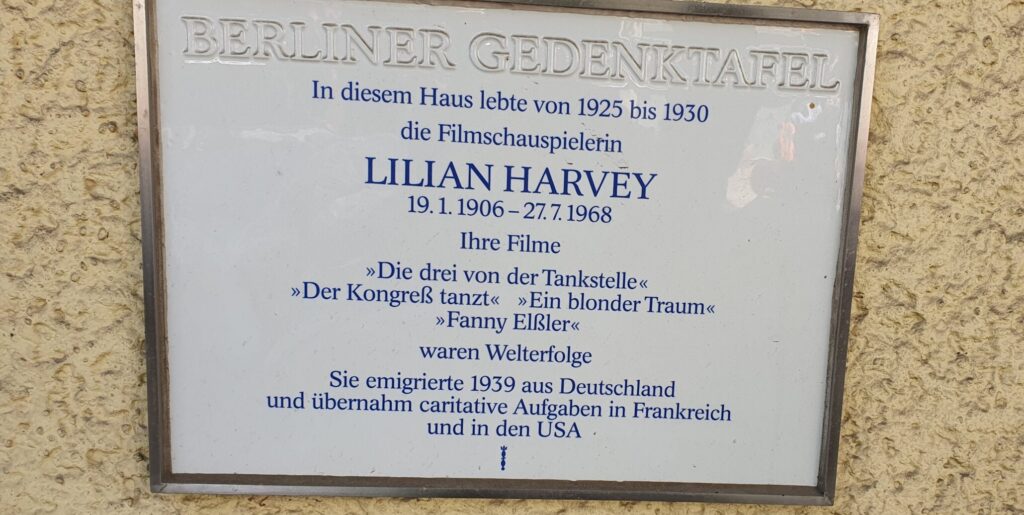 BERLINER GEDENKTAFEL
In diesem Haus lebte von 1925 bis 1930
die Filmschauspielerin
LILIAN HARVEY
19. 1. 1906 – 27. 7. 1968
Ihre Filme
»Die drei von der Tankstelle«
»Der Kongreß tanzt« »Ein blonder Traum«
»Fanny Elßler«
waren Welterfolge
Sie emigrierte 1939 aus Deutschland
und übernahm caritative Aufgaben in Frankreich
und in den USA